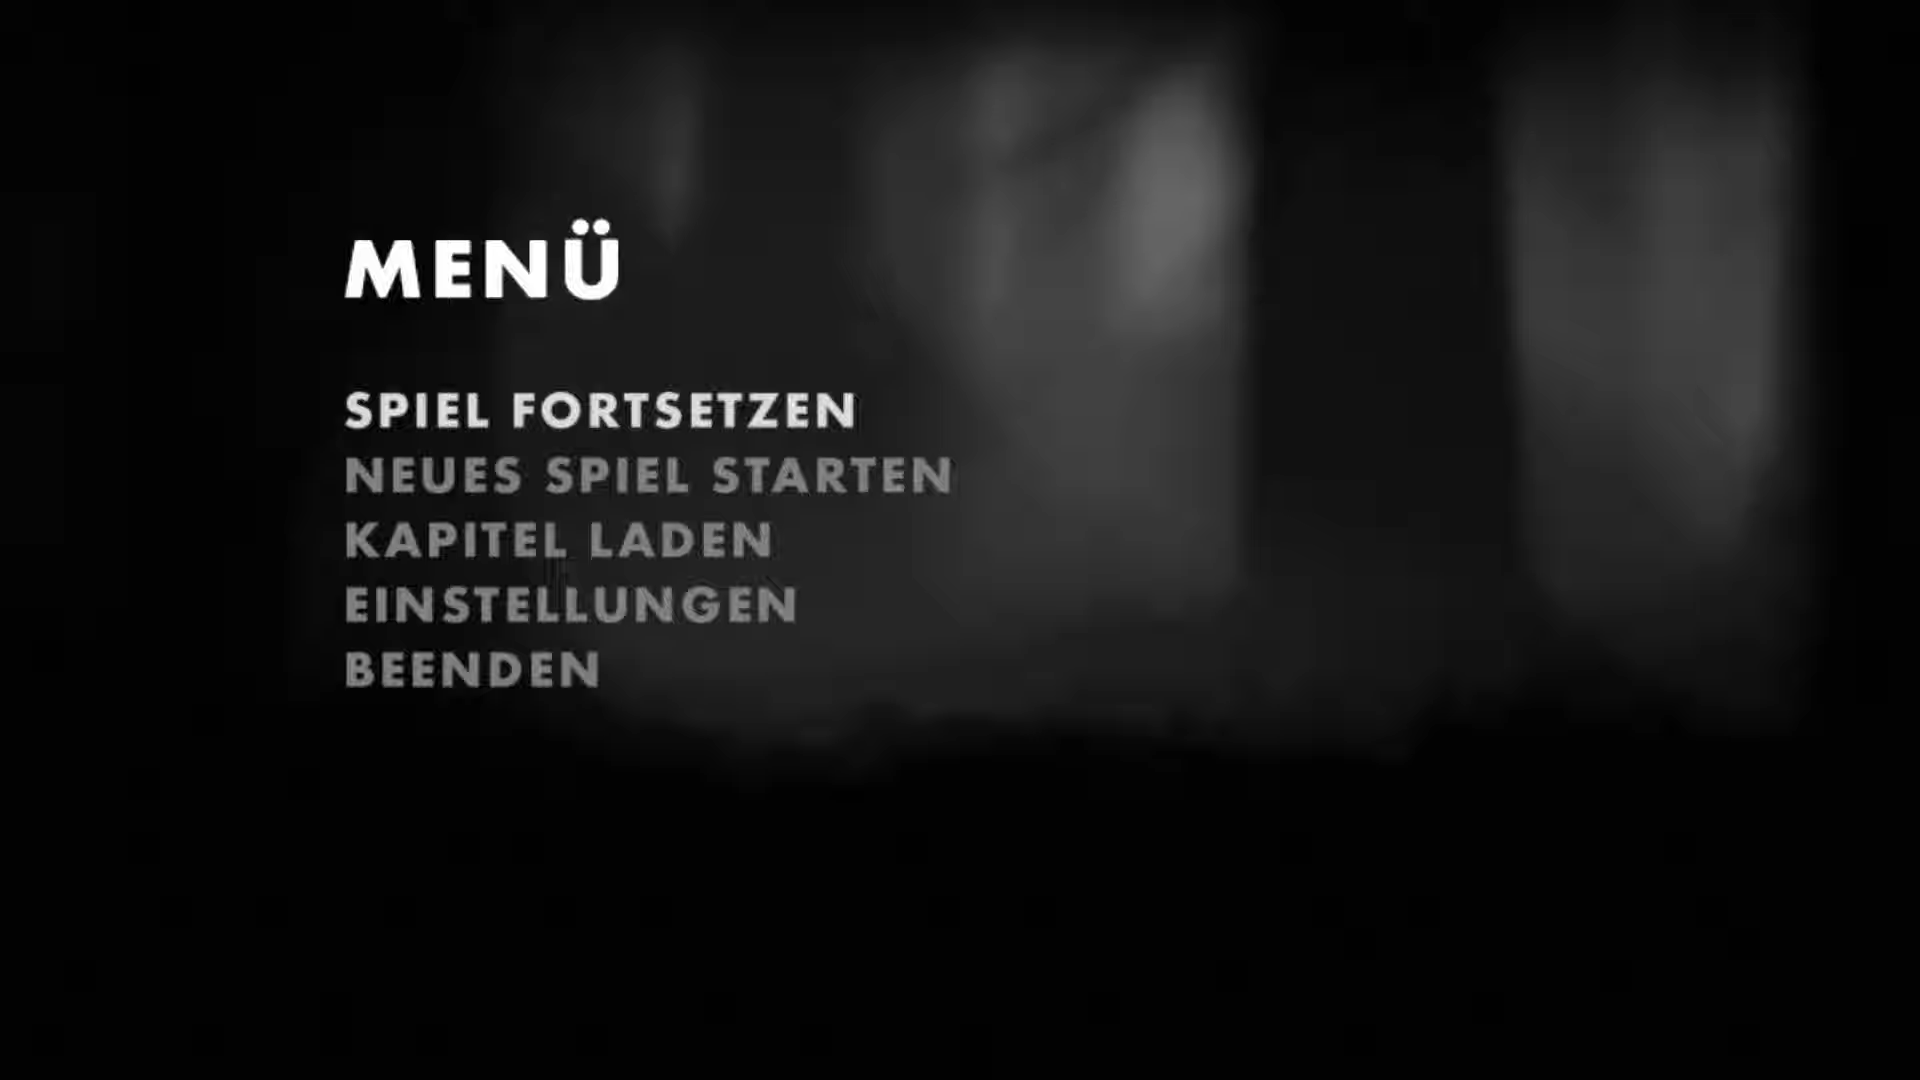 MENÜ
SPIEL FORTSETZEN
NEUES SPIEL STARTEN
KAPITEL LADEN
EINSTELLUNGEN
BEENDEN